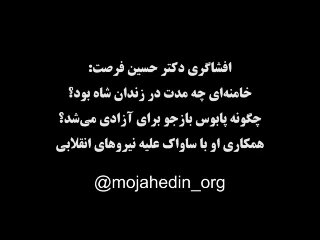 افشاگری دکتر حسین فرصت:
خامنه‌ای چه مدت در زندان شاه بود؟
چگونه پابوس بازجو برای آزادی می‌شد؟
همکاری او با ساواک علیه نیروهای انقلابی
@mojahedin_org